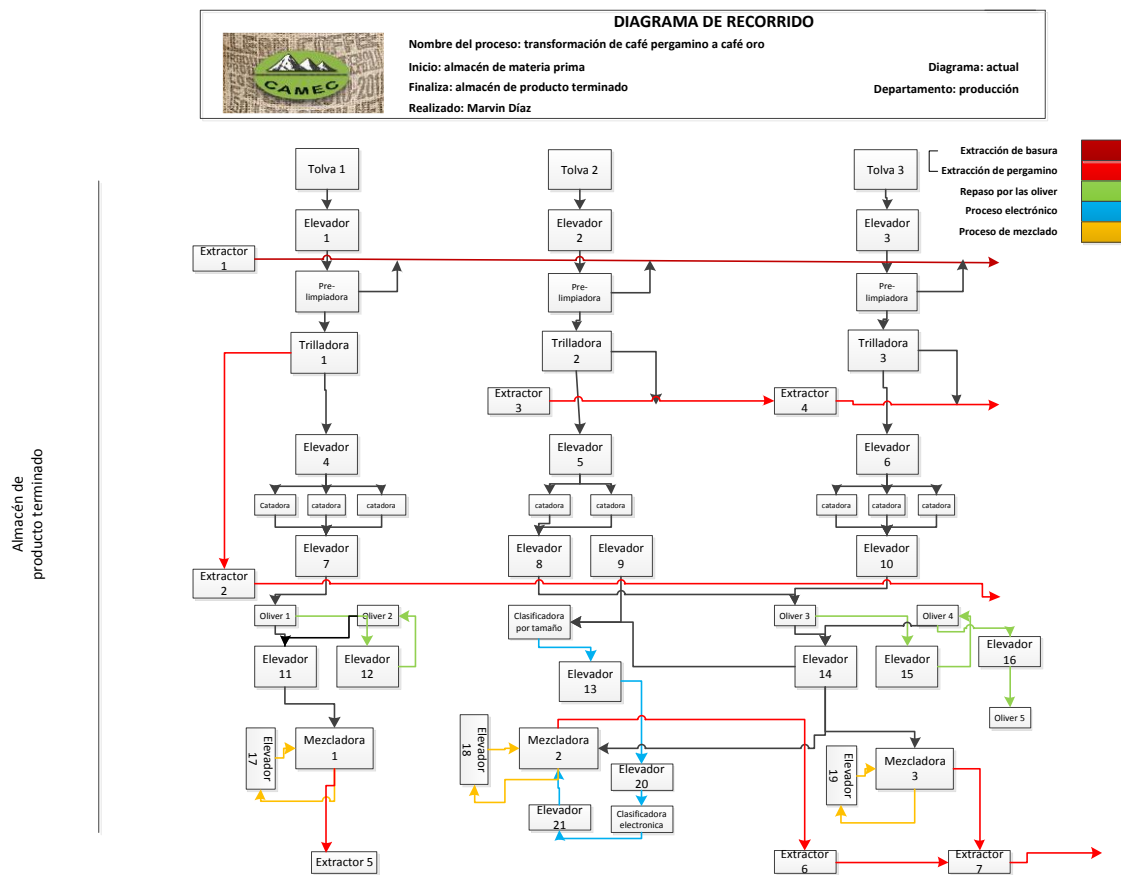 DIAGRAMA DE RECORRIDO
CAMEC
Nombre del proceso: transformación de café pergamino a café oro
Inicio: almacén de materia prima
Diagrama: actual
Finaliza: almacén de producto terminado
Departamento: producción
Realizado: Marvin Díaz
Extracción de basura
Extracción de pergamino
Repaso por las oliver
Proceso electrónico
Proceso de mezclado
Almacén de
producto terminado
Tolva 1
Tolva 2
Tolva 3
Elevador
1
Elevador
2
Elevador
3
Extractor
1
Pre-
limpiadora
Pre-
limpiadora
Pre-
limpiadora
Trilladora
1
Trilladora
2
Trilladora
3
Extractor
3
Extractor
4
Elevador
4
Elevador
5
Elevador
6
Catadora
catadora
catadora
catadora
catadora
catadora
catadora
catadora
Elevador
7
Elevador
8
Elevador
9
Elevador
10
Extractor
2
Oliver 1
Oliver 2
Clasificadora
por tamaño
Oliver 3
Oliver 4
Elevador
11
Elevador
12
Elevador
13
Elevador
14
Elevador
15
Elevador
16
Oliver 5
Elevador
17
Mezcladora
1
Elevador
18
Mezcladora
2
Elevador
19
Mezcladora
3
Elevador
20
Elevador
21
Clasificadora
electronica
Extractor 5
Extractor
6
Extractor
7